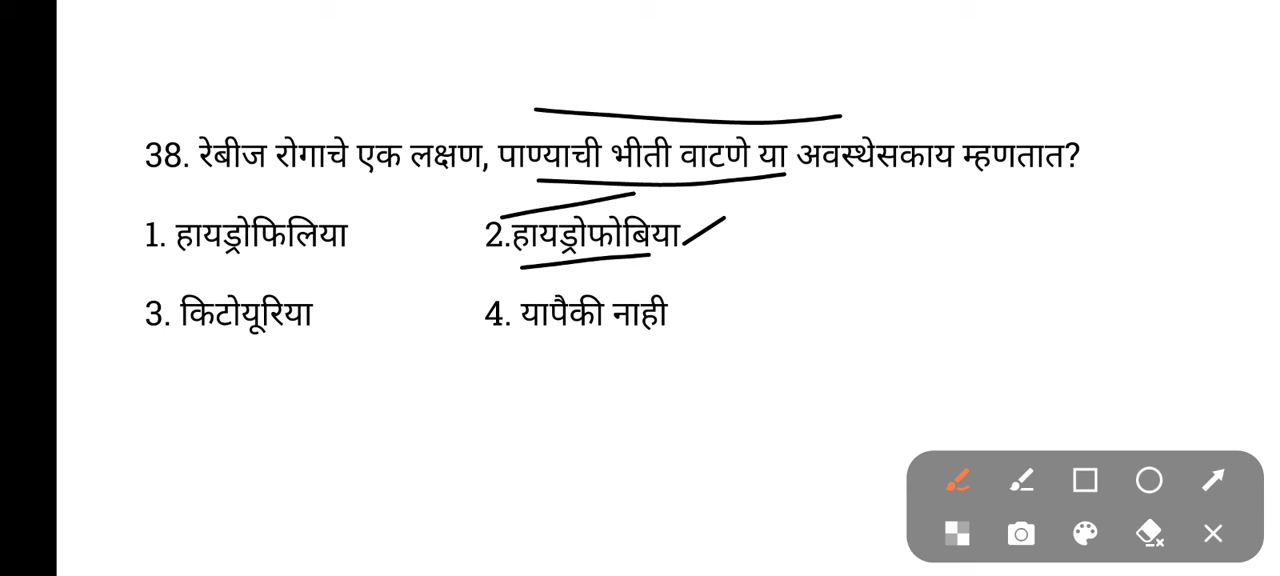 38. रेबीज रोगाचे एक लक्षण, पाण्याची भीती वाटणे या अवस्थेसकाय म्हणतात?
1. हायड्रोफिलिया 2.हायड्रोफोबिया
3. किटोयूरिया 4. यापैकी नाही